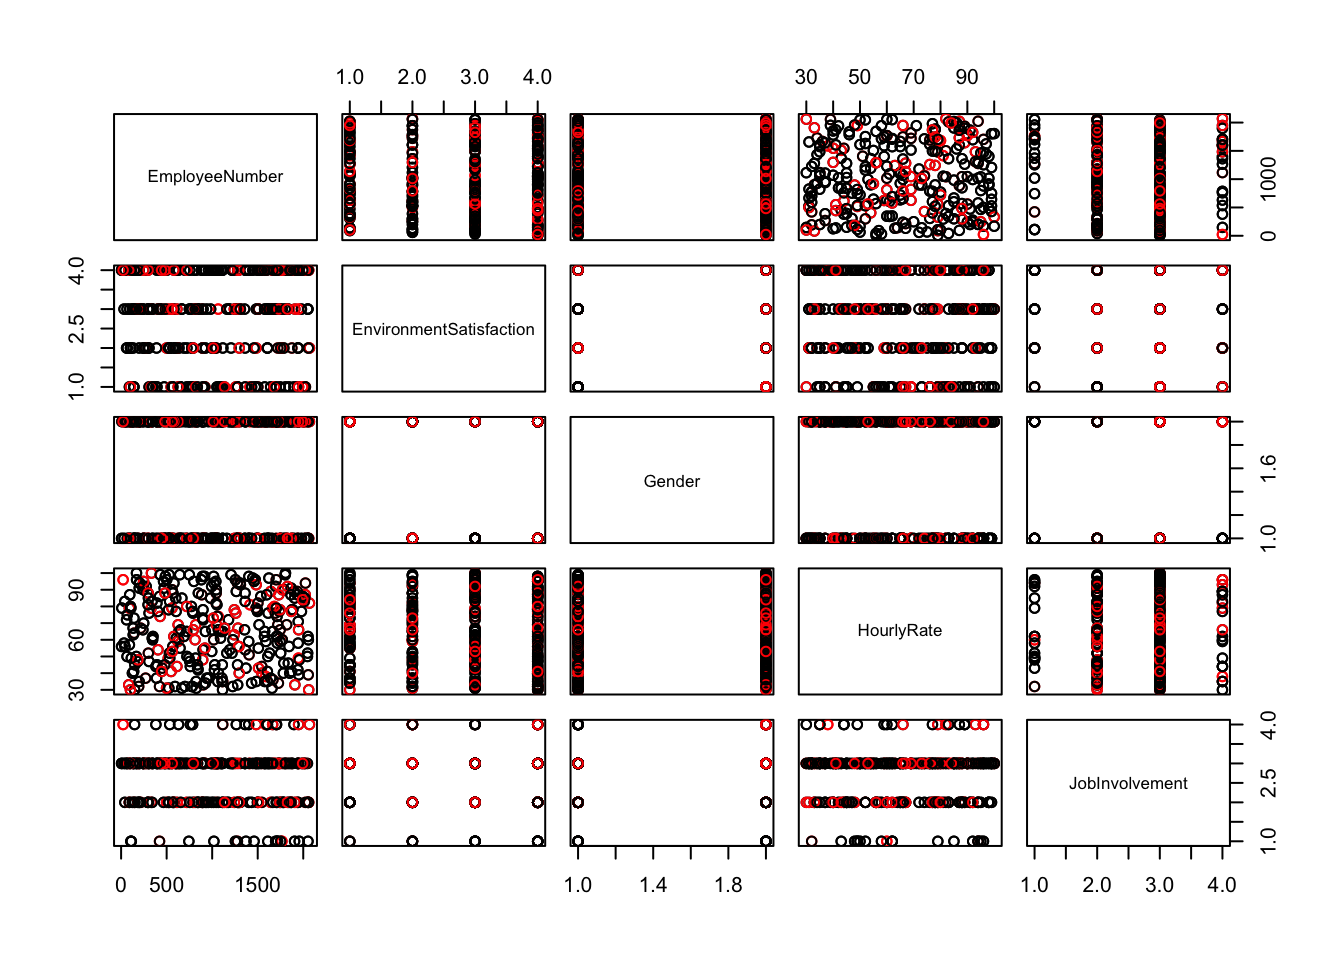 1.0 2.0 3.0 4.0 30 50 70 90
EmployeeNumber 0 1000
1.0 2.5 4.0 EnvironmentSatisfaction
Gender 1.0 1.6
30 60 90 HourlyRate
JobInvolvement 1.0 2.5 4.0
0 500 1500 1.0 1.4 1.8 1.0 2.0 3.0 4.0